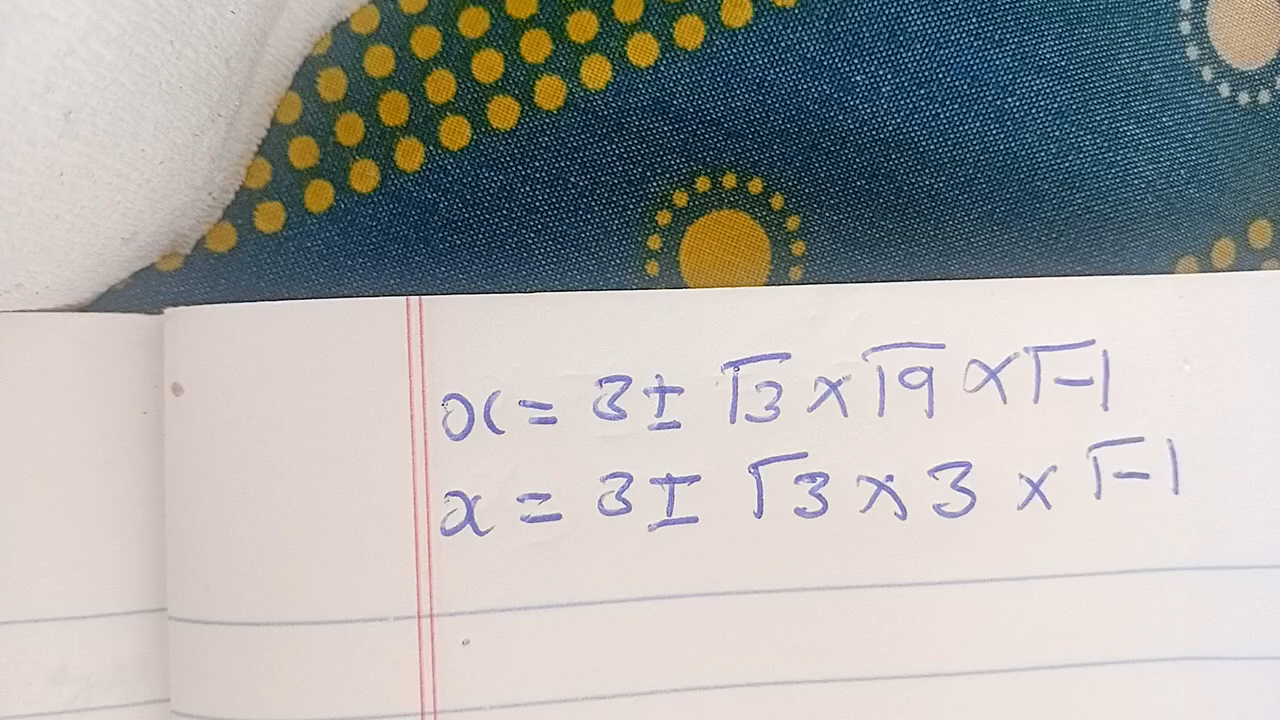 x = 3 ± √3 × √9 × √-1
x = 3 ± √3 × 3 × √-1